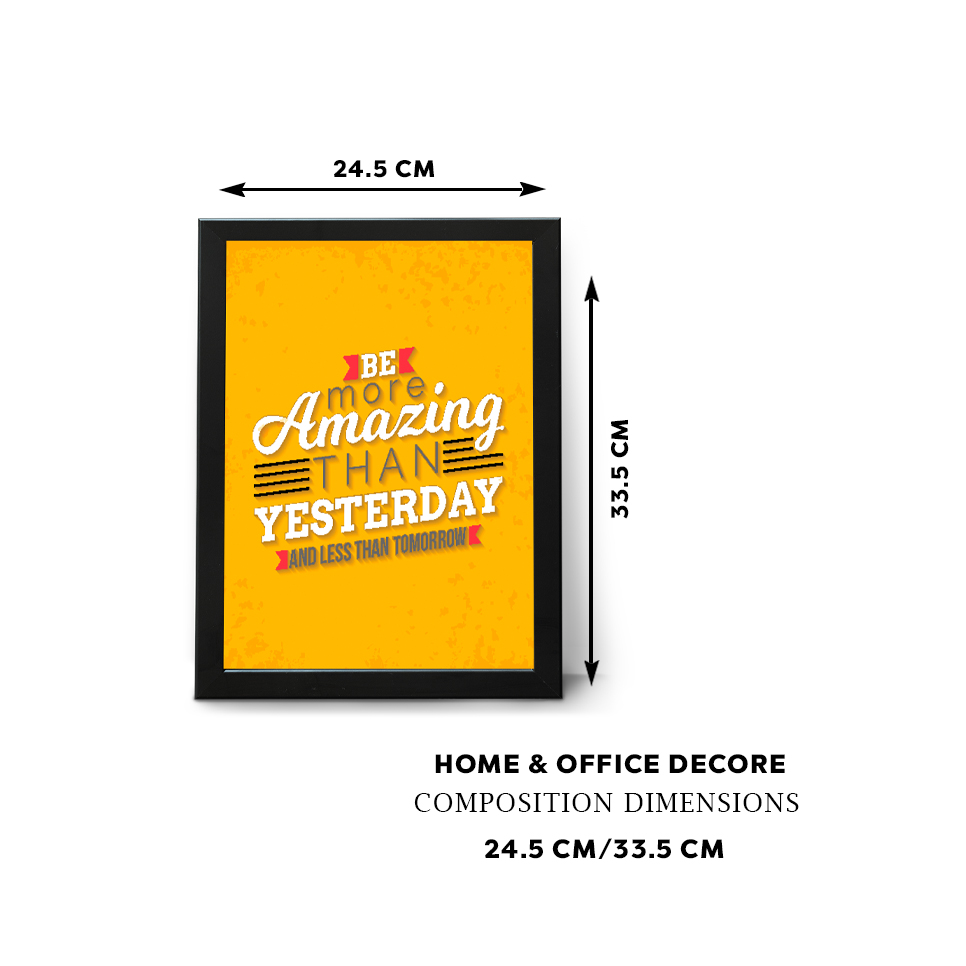 24.5 CM
BE
more
Amazing
THAN
YESTERDAY
AND LESS THAN TOMORROW
33.5 CM
HOME & OFFICE DECORE
COMPOSITION DIMENSIONS
24.5 CM/33.5 CM